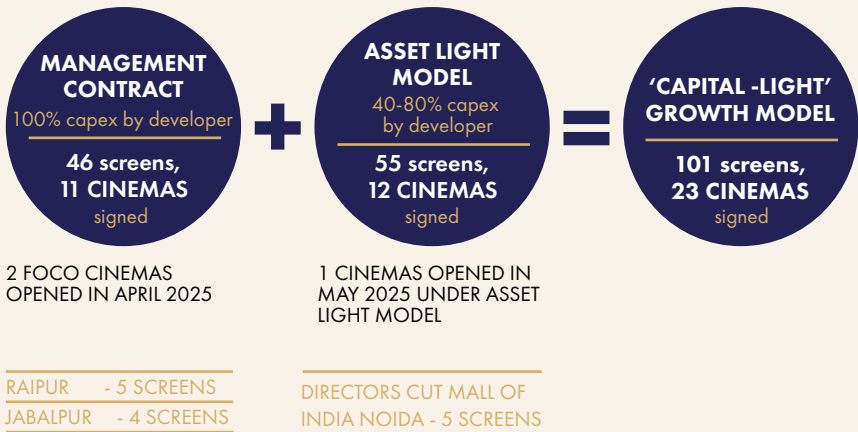 MANAGEMENT
CONTRACT
100% capex by developer
46 screens,
11 CINEMAS
signed
+
ASSET LIGHT
MODEL
40-80% capex
by developer
55 screens,
12 CINEMAS
signed
=
‘CAPITAL -LIGHT’
GROWTH MODEL
101 screens,
23 CINEMAS
signed
2 FOCO CINEMAS
OPENED IN APRIL 2025
1 CINEMAS OPENED IN
MAY 2025 UNDER ASSET
LIGHT MODEL
RAIPUR - 5 SCREENS
JABALPUR - 4 SCREENS
DIRECTORS CUT MALL OF
INDIA NOIDA - 5 SCREENS